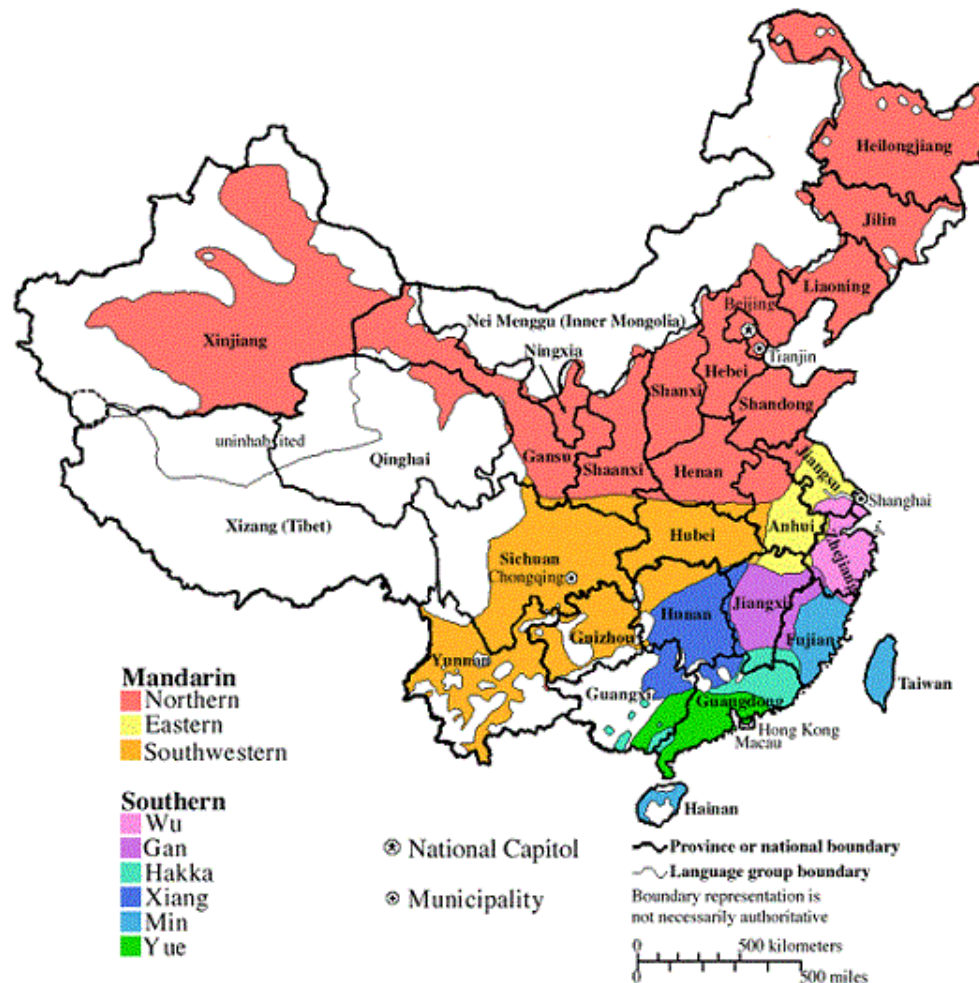 Heilongjiang
Jilin
Liaoning
Beijing
Nei Menggu (Inner Mongolia)
Tianjin
Ningxia
Xinjiang
Hebei
Shanxi
Shandong
uninhabited
Qinghai
Gansu
Shaanxi
Henan
Jiangsu
Shanghai
Xizang (Tibet)
Anhui
Hubei
Zhejiang
Sichuan
Chongqing
Hunan
Jiangxi
Guizhou
Fujian
Yunnan
Taiwan
Guangxi
Guangdong
Hong Kong
Macau
Hainan
Mandarin
Northern
Eastern
Southwestern
Southern
Wu
Gan
Hakka
Xiang
Min
Yue
National Capitol
Municipality
Province or national boundary
Language group boundary
Boundary representation is
not necessarily authoritative
0 500 kilometers
0 500 miles